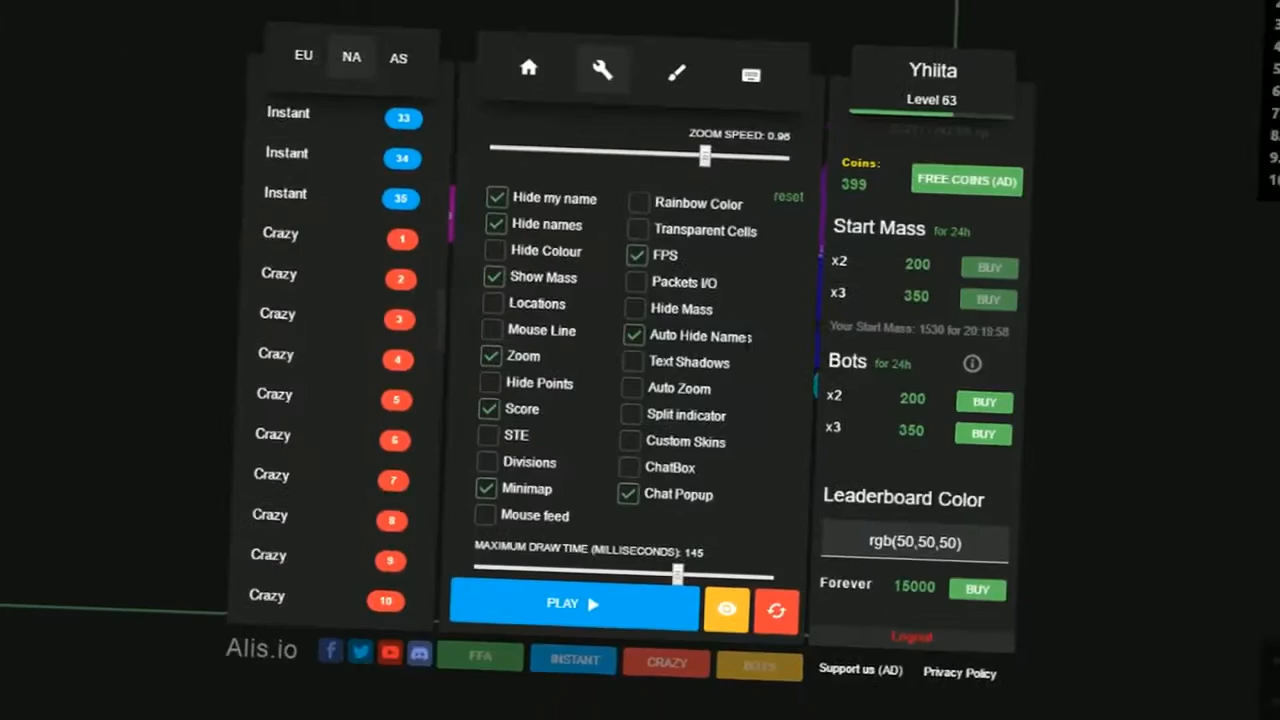 EU NA AS
Instant 33
Instant 34
Instant 35
Crazy 1
Crazy 2
Crazy 3
Crazy 4
Crazy 5
Crazy 6
Crazy 7
Crazy 8
Crazy 9
Crazy 10
ZOOM SPEED: 0.96
reset
Hide my name
Hide names
Hide Colour
Show Mass
Locations
Mouse Line
Zoom
Hide Points
Score
STE
Divisions
Minimap
Mouse feed
Rainbow Color
Transparent Cells
FPS
Packets I/O
Hide Mass
Auto Hide Names
Text Shadows
Auto Zoom
Split indicator
Custom Skins
ChatBox
Chat Popup
MAXIMUM DRAW TIME (MILLISECONDS): 145
PLAY
Yhiita
Level 63
Coins:
399 FREE COINS (AD)
Start Mass for 24h
x2 200 BUY
x3 350 BUY
Your Start Mass: 1530 for 20:19:58
Bots for 24h
x2 200 BUY
x3 350 BUY
Leaderboard Color
rgb(50,50,50)
Forever 15000 BUY
Logout
Alis.io
FFA INSTANT CRAZY BOTS
Support us (AD) Privacy Policy